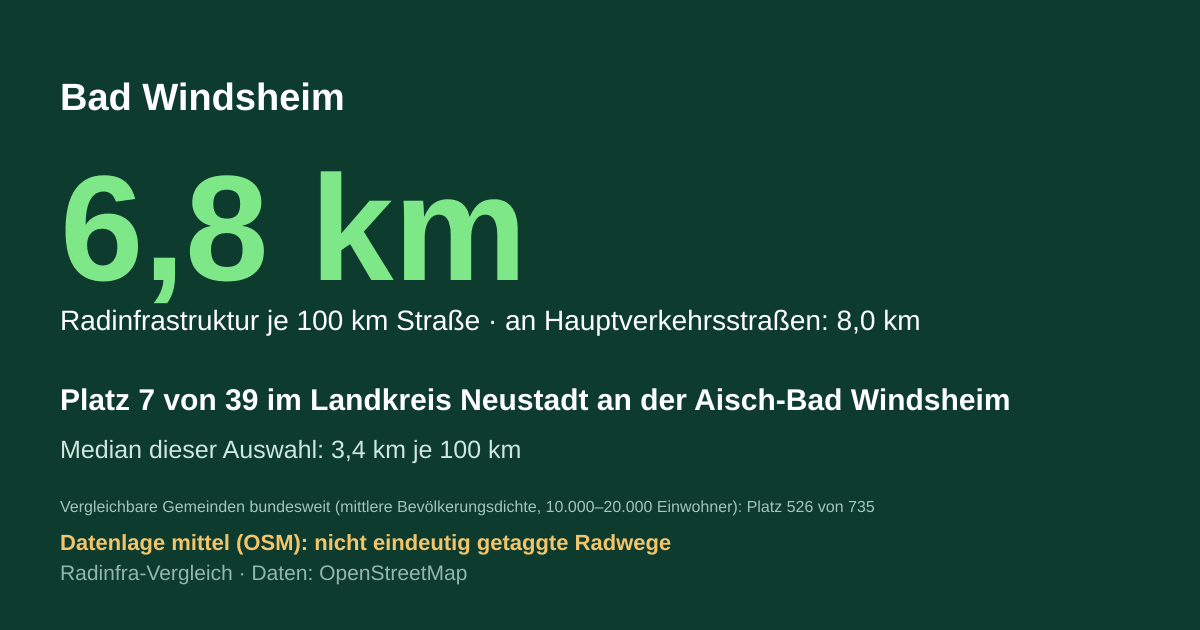 Bad Windsheim
6,8 km
Radinfrastruktur je 100 km Straße · an Hauptverkehrsstraßen: 8,0 km
Platz 7 von 39 im Landkreis Neustadt an der Aisch-Bad Windsheim
Median dieser Auswahl: 3,4 km je 100 km
Vergleichbare Gemeinden bundesweit (mittlere Bevölkerungsdichte, 10.000–20.000 Einwohner): Platz 526 von 735
Datenlage mittel (OSM): nicht eindeutig getaggte Radwege
Radinfra-Vergleich · Daten: OpenStreetMap